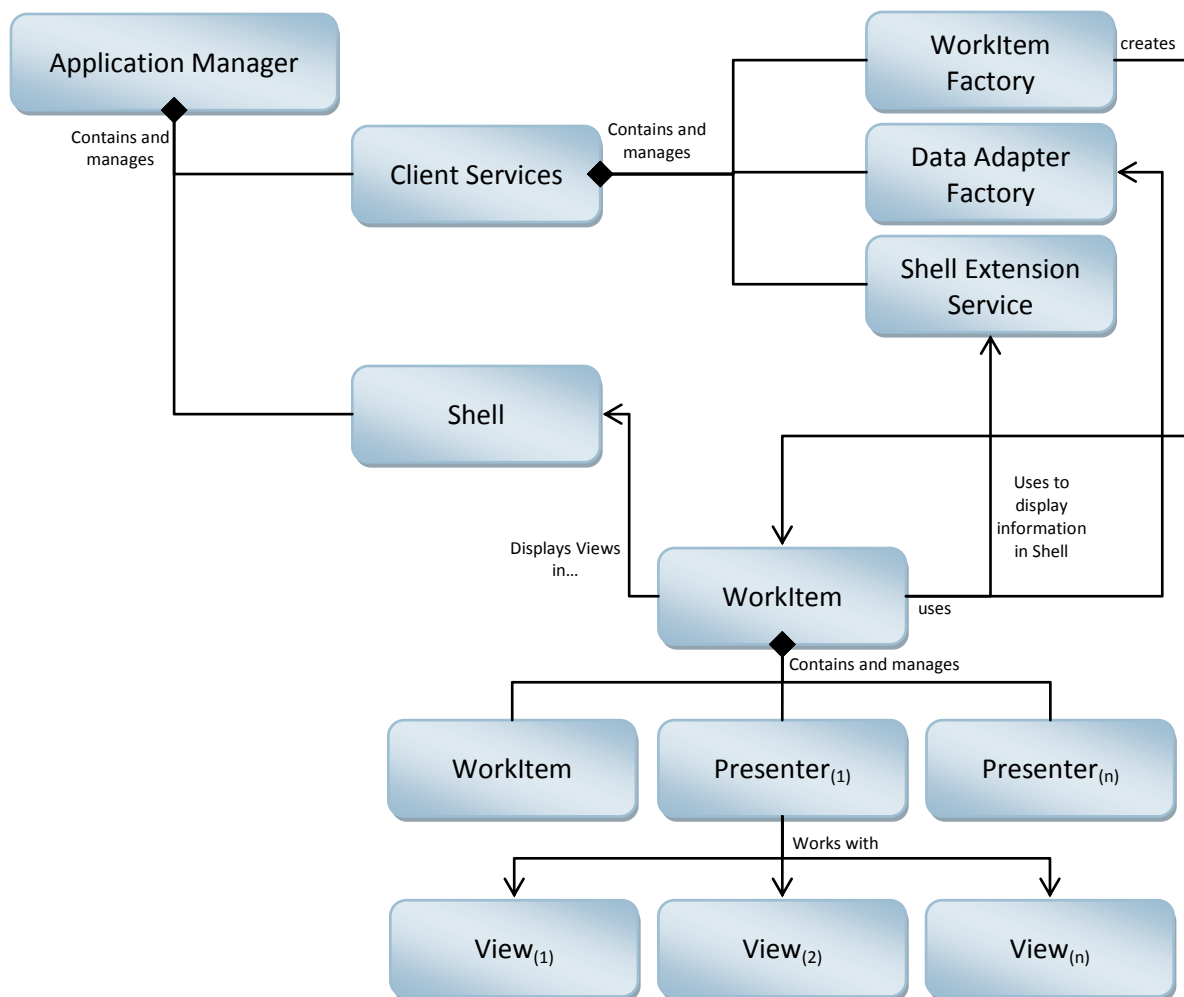 Application Manager
Contains and
manages
Client Services
Contains and
manages
WorkItem
Factory
creates
Data Adapter
Factory
Shell Extension
Service
Shell
Displays Views
in...
Uses to
display
information
in Shell
WorkItem
uses
Contains and manages
WorkItem
Presenter(1)
Presenter(n)
Works with
View(1)
View(2)
View(n)